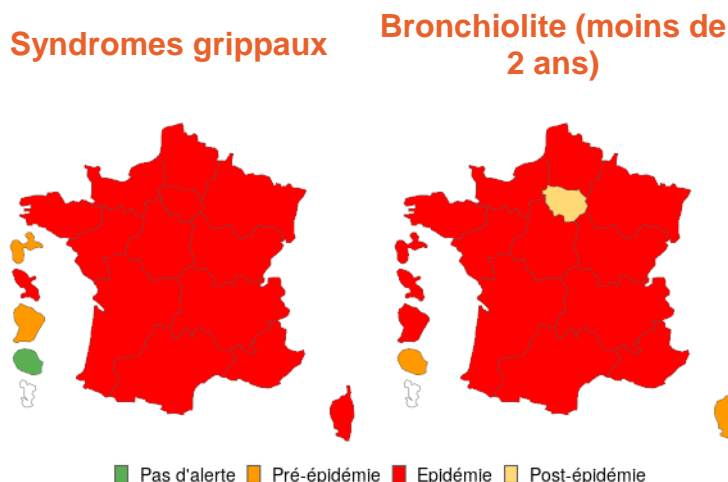 Syndromes grippaux
Bronchiolite (moins de
2 ans)
Pas d'alerte Pré-épidémie Epidémie Post-épidémie